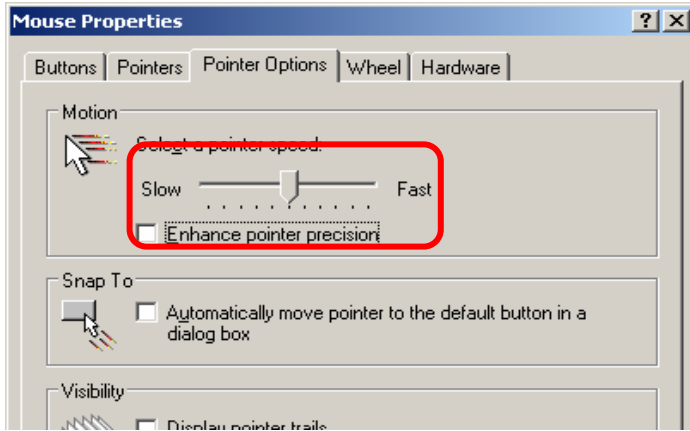 Mouse Properties
Buttons Pointers Pointer Options Wheel Hardware
Motion
Select a pointer speed:
Slow Fast
Enhance pointer precision
Snap To
Automatically move pointer to the default button in a
dialog box
Visibility
Display pointer trails